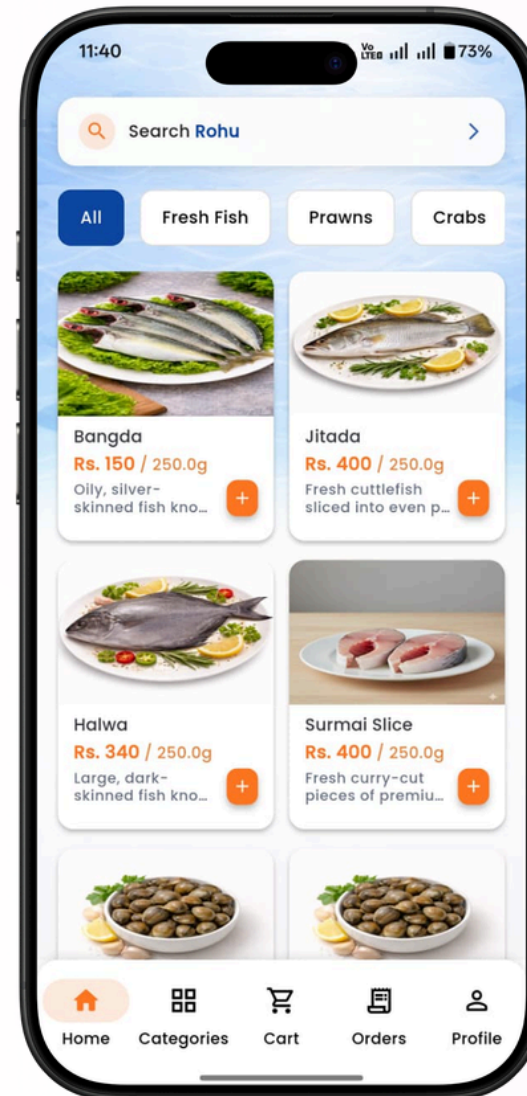 11:40
Vo
LTE
73%
Search Rohu
All
Fresh Fish
Prawns
Crabs
Bangda
Rs. 150 / 250.0g
Oily, silver-
skinned fish kno...
Jitada
Rs. 400 / 250.0g
Fresh cuttlefish
sliced into even p...
Halwa
Rs. 340 / 250.0g
Large, dark-
skinned fish kno...
Surmai Slice
Rs. 400 / 250.0g
Fresh curry-cut
pieces of premiu...
Home
Categories
Cart
Orders
Profile